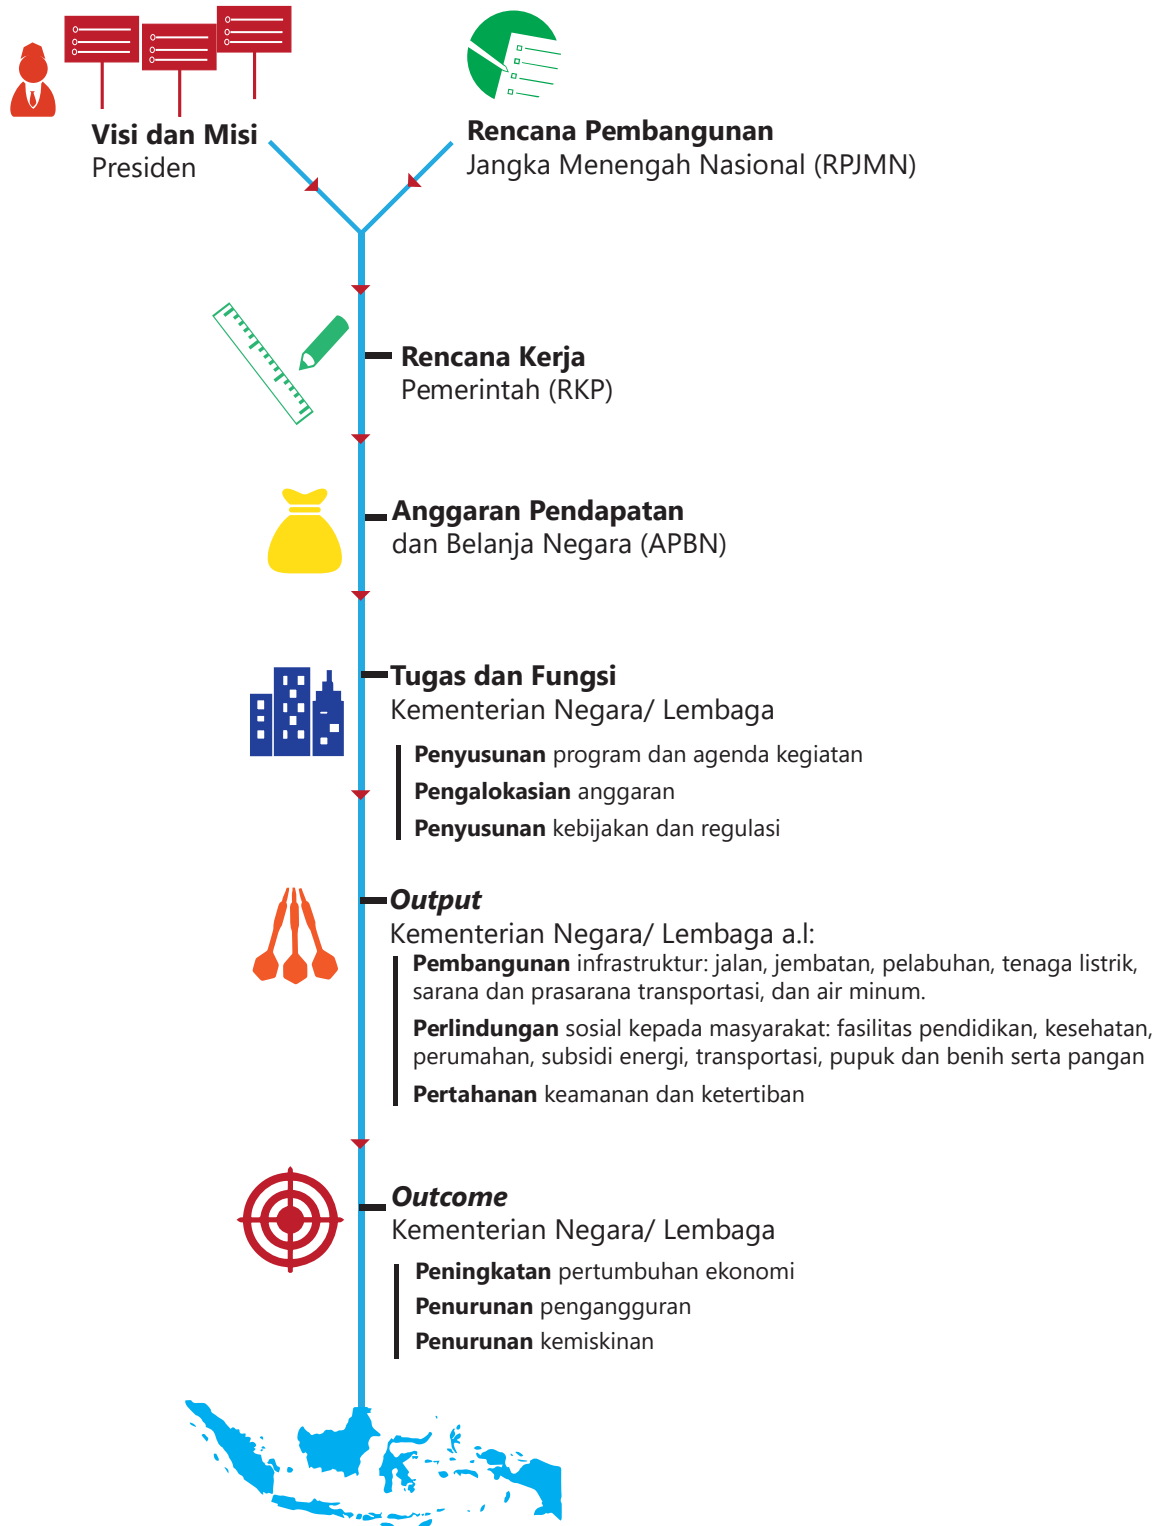 Visi dan Misi
Presiden
Rencana Pembangunan
Jangka Menengah Nasional (RPJMN)
Rencana Kerja
Pemerintah (RKP)
Anggaran Pendapatan
dan Belanja Negara (APBN)
Tugas dan Fungsi
Kementerian Negara/ Lembaga
Penyusunan program dan agenda kegiatan
Pengalokasian anggaran
Penyusunan kebijakan dan regulasi
Output
Kementerian Negara/ Lembaga a.l:
Pembangunan infrastruktur: jalan, jembatan, pelabuhan, tenaga listrik,
sarana dan prasarana transportasi, dan air minum.
Perlindungan sosial kepada masyarakat: fasilitas pendidikan, kesehatan,
perumahan, subsidi energi, transportasi, pupuk dan benih serta pangan
Pertahanan keamanan dan ketertiban
Outcome
Kementerian Negara/ Lembaga
Peningkatan pertumbuhan ekonomi
Penurunan pengangguran
Penurunan kemiskinan